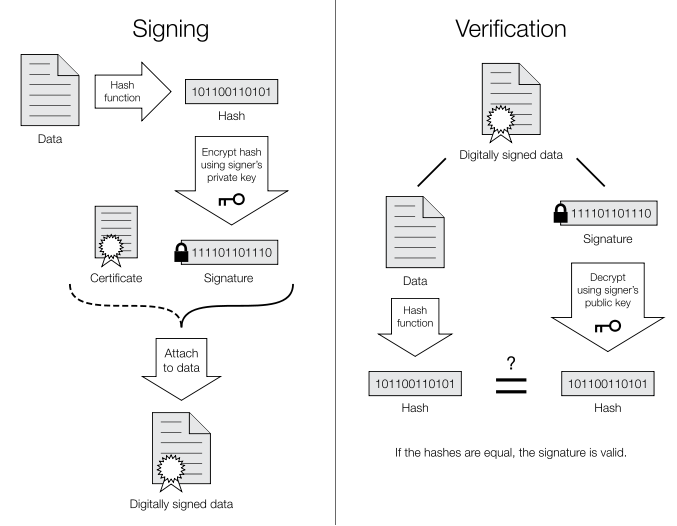 Signing
Hash
function
101100110101
Hash
Data
Encrypt hash
using signer's
private key
111101101110
Certificate
Signature
Attach
to data
Digitally signed data
Verification
Digitally signed data
111101101110
Signature
Data
Decrypt
using signer's
public key
Hash
function
?
=
101100110101
101100110101
Hash
Hash
If the hashes are equal, the signature is valid.